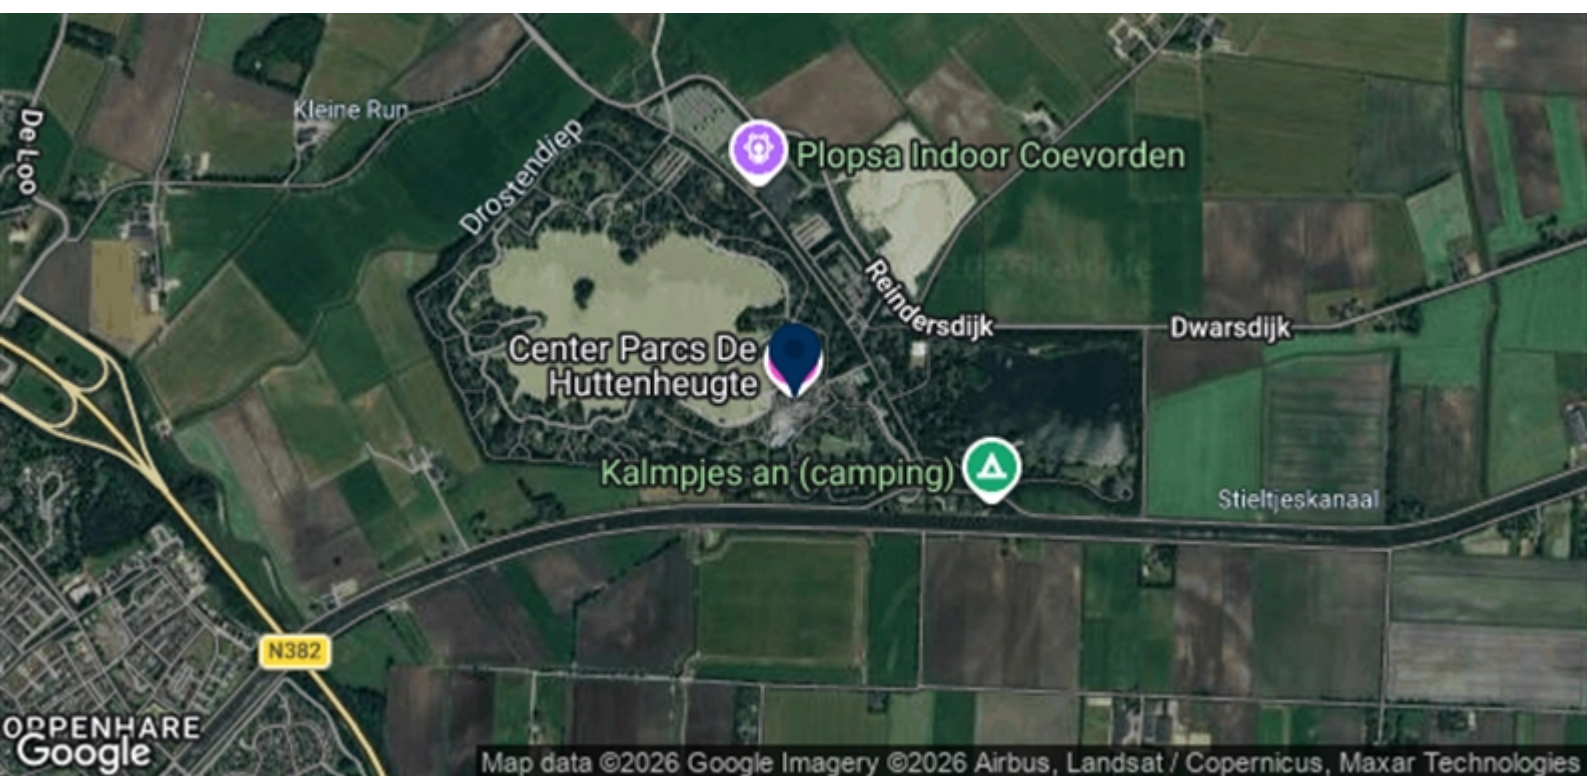 Kleine Run
De Loo
Drostendiep
Plopsa Indoor Coevorden
Reindersdijk
Dwarsdijk
Center Parcs De
Huttenheugte
Kalmpjes an (camping)
Stieltjeskanaal
N382
OPPENHARE
Google
Map data ©2026 Google Imagery ©2026 Airbus, Landsat / Copernicus, Maxar Technologies